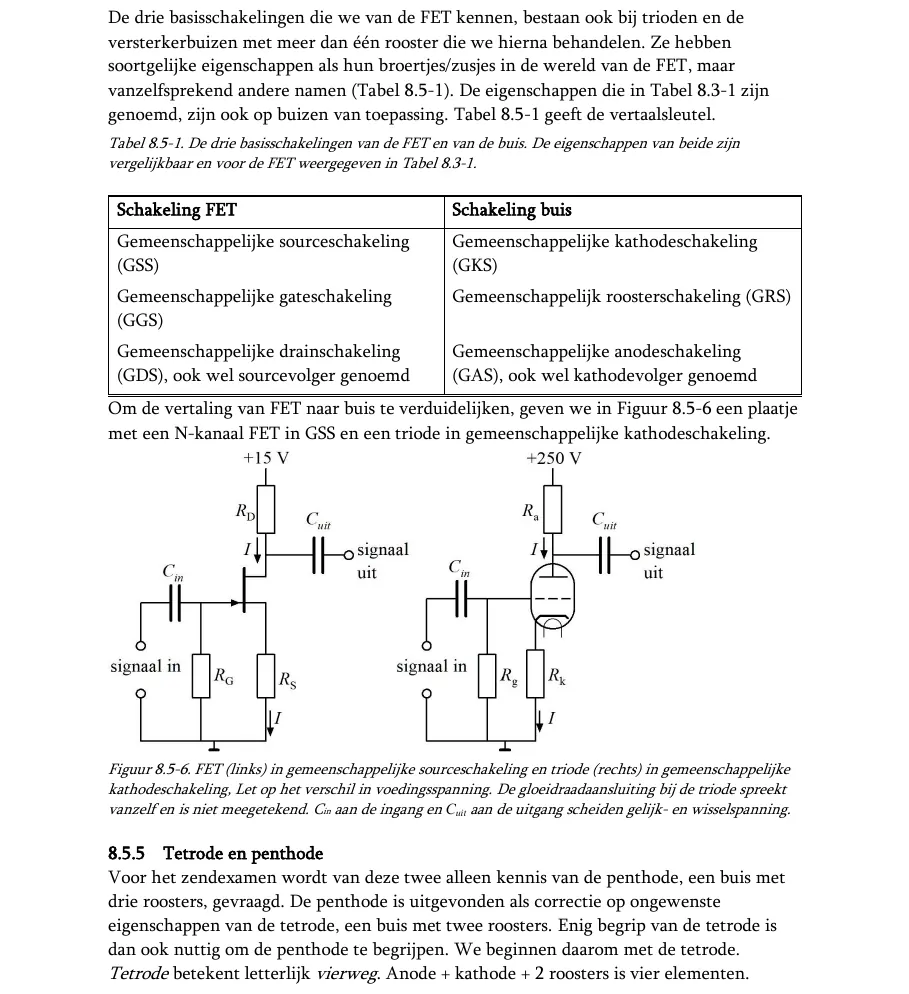 De drie basisschakelingen die we van de FET kennen, bestaan ook bij trioden en de
versterkerbuizen met meer dan één rooster die we hierna behandelen. Ze hebben
soortgelijke eigenschappen als hun broertjes/zusjes in de wereld van de FET, maar
vanzelfsprekend andere namen (Tabel 8.5-1). De eigenschappen die in Tabel 8.3-1 zijn
genoemd, zijn ook op buizen van toepassing. Tabel 8.5-1 geeft de vertaalsleutel.
Tabel 8.5-1. De drie basisschakelingen van de FET en van de buis. De eigenschappen van beide zijn
vergelijkbaar en voor de FET weergegeven in Tabel 8.3-1.
Schakeling FET
Schakeling buis
Gemeenschappelijke sourceschakeling
(GSS)
Gemeenschappelijke kathodeschakeling
(GKS)
Gemeenschappelijke gateschakeling
(GGS)
Gemeenschappelijk roosterschakeling (GRS)
Gemeenschappelijke drainschakeling
(GDS), ook wel sourcevolger genoemd
Gemeenschappelijke anodeschakeling
(GAS), ook wel kathodevolger genoemd
Om de vertaling van FET naar buis te verduidelijken, geven we in Figuur 8.5-6 een plaatje
met een N-kanaal FET in GSS en een triode in gemeenschappelijke kathodeschakeling.
+15 V
RD
Cuit
I
signaal
uit
Cin
signaal in
RG
RS
I
+250 V
Ra
Cuit
I
signaal
uit
Cin
signaal in
Rg
Rk
I
Figuur 8.5-6. FET (links) in gemeenschappelijke sourceschakeling en triode (rechts) in gemeenschappelijke
kathodeschakeling, Let op het verschil in voedingsspanning. De gloeidraadaansluiting bij de triode spreekt
vanzelf en is niet meegetekend. Cin aan de ingang en Cuit aan de uitgang scheiden gelijk- en wisselspanning.
8.5.5 Tetrode en penthode
Voor het zendexamen wordt van deze twee alleen kennis van de penthode, een buis met
drie roosters, gevraagd. De penthode is uitgevonden als correctie op ongewenste
eigenschappen van de tetrode, een buis met twee roosters. Enig begrip van de tetrode is
dan ook nuttig om de penthode te begrijpen. We beginnen daarom met de tetrode.
Tetrode betekent letterlijk vierweg. Anode + kathode + 2 roosters is vier elementen.